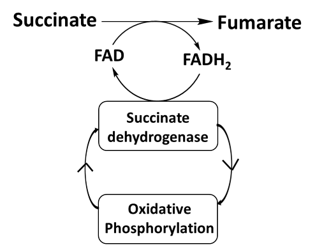 Succinate Fumarate
FAD FADH₂
Succinate
dehydrogenase
Oxidative
Phosphorylation